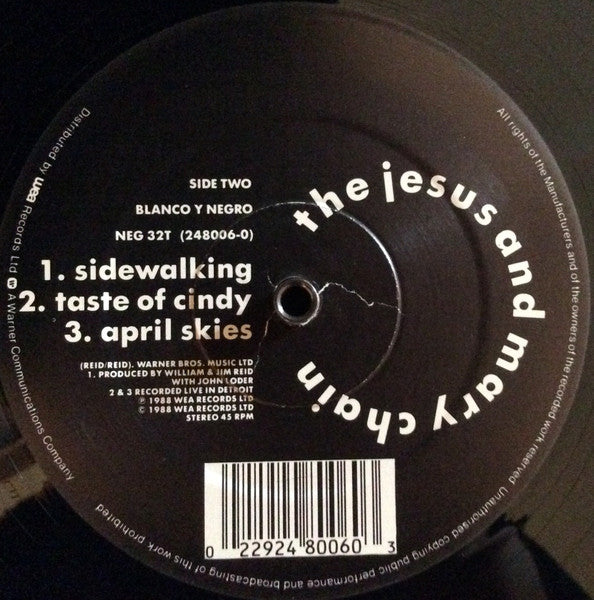 the jesus and mary chain
SIDE TWO
BLANCO Y NEGRO
NEG 32T (248006-0)
1. sidewalking
2. taste of cindy
3. april skies
(REID/REID). WARNER BROS. MUSIC LTD
1. PRODUCED BY WILLIAM & JIM REID
WITH JOHN LODER
2 & 3 RECORDED LIVE IN DETROIT
℗ 1988 WEA RECORDS LTD
© 1988 WEA RECORDS LTD
STEREO 45 RPM
0 22924 80060 3
All rights of the Manufacturers and of the owners of the recorded work reserved. Unauthorised copying public performance and broadcasting of this work prohibited
Distributed by wea Records Ltd. W A Warner Communications Company